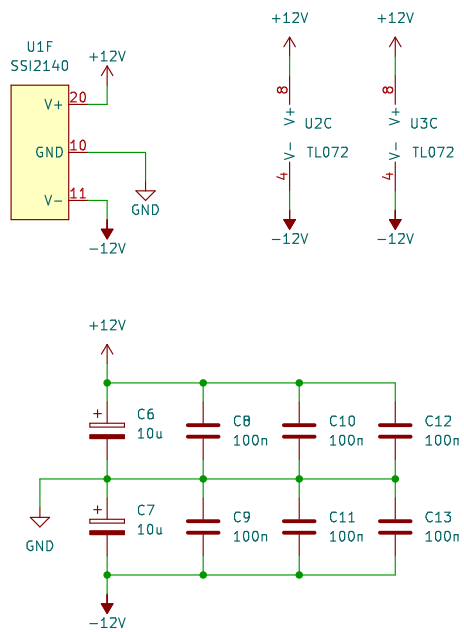 U1F
SSI2140
+12V
V+ 20
GND 10
V- 11
GND
-12V
+12V
8
V+
U2C
V-
TL072
4
-12V
+12V
8
V+
U3C
V-
TL072
4
-12V
+12V
+
C6
10u
C8
100n
C10
100n
C12
100n
GND
+
C7
10u
C9
100n
C11
100n
C13
100n
-12V